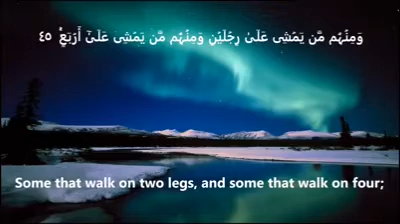 وَمِنْهُم مَّن يَمْشِى عَلَىٰ رِجْلَيْنِ وَمِنْهُم مَّن يَمْشِى عَلَىٰٓ أَرْبَعٍۢ ۚ ٤٥
Some that walk on two legs, and some that walk on four;